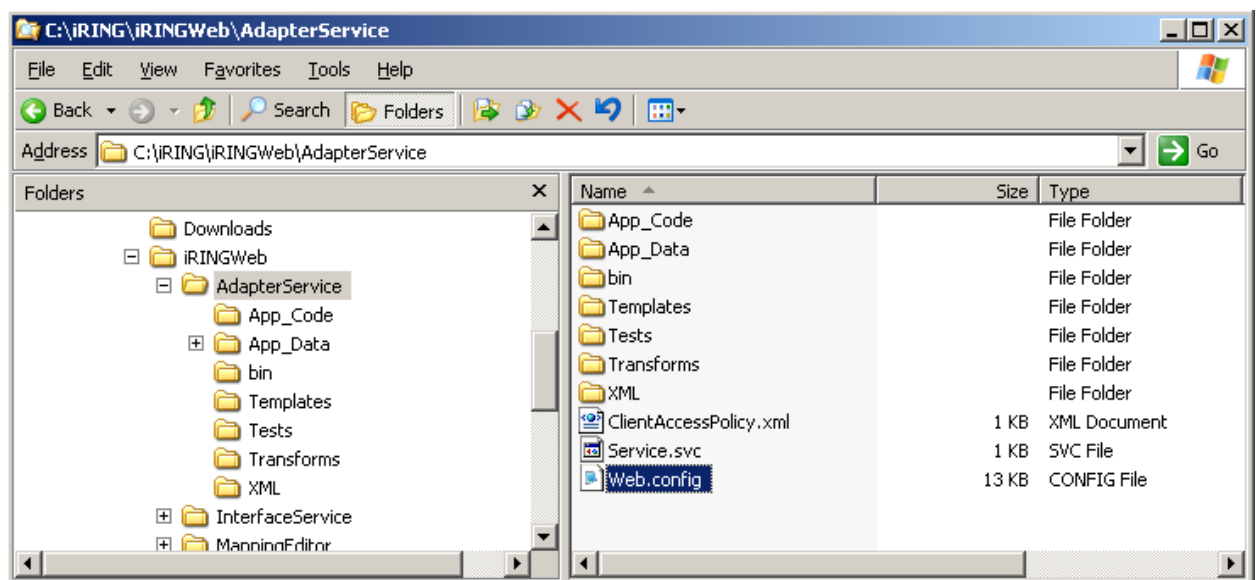 C:\iRING\iRINGWeb\AdapterService
File Edit View Favorites Tools Help
Back Search Folders
Address C:\iRING\iRINGWeb\AdapterService Go
Folders x
Downloads
iRINGWeb
AdapterService
App_Code
App_Data
bin
Templates
Tests
Transforms
XML
InterfaceService
MappingEditor
Name Size Type
App_Code File Folder
App_Data File Folder
bin File Folder
Templates File Folder
Tests File Folder
Transforms File Folder
XML File Folder
ClientAccessPolicy.xml 1 KB XML Document
Service.svc 1 KB SVC File
Web.config 13 KB CONFIG File